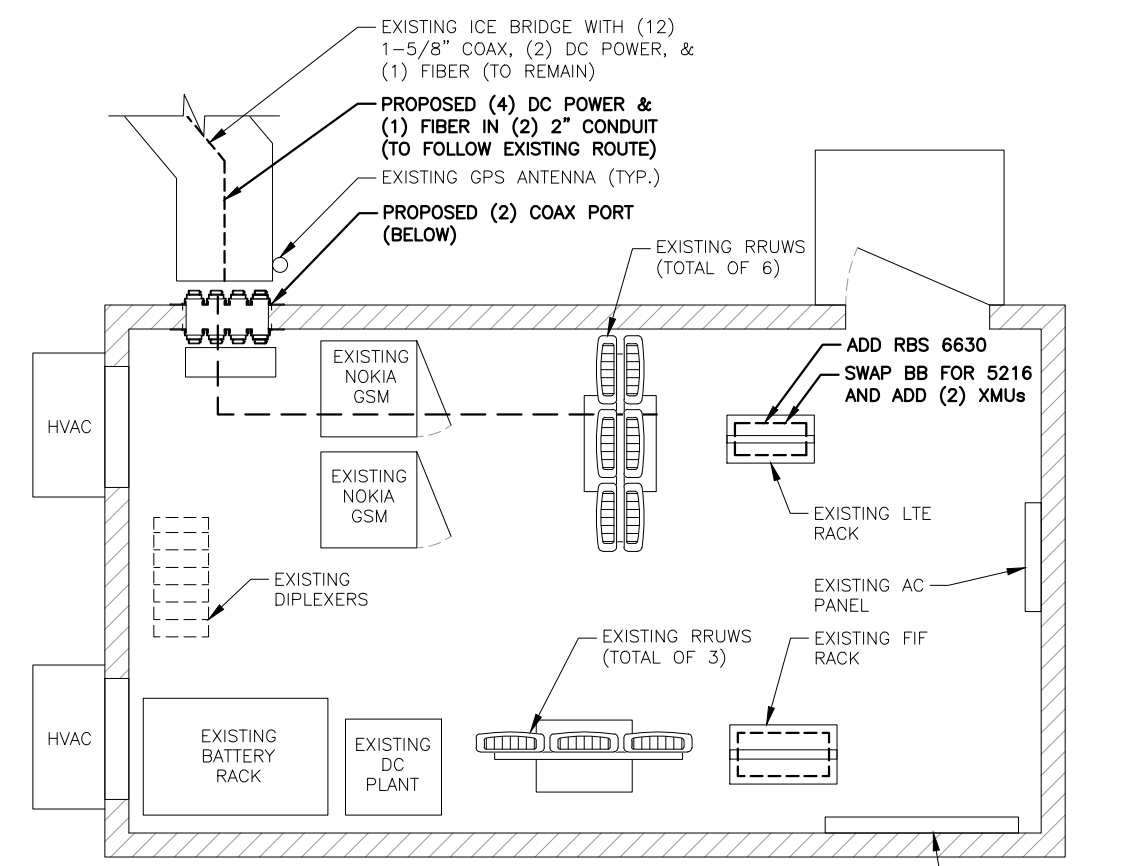 EXISTING ICE BRIDGE WITH (12)
1-5/8" COAX, (2) DC POWER, &
(1) FIBER (TO REMAIN)
PROPOSED (4) DC POWER &
(1) FIBER IN (2) 2" CONDUIT
(TO FOLLOW EXISTING ROUTE)
EXISTING GPS ANTENNA (TYP.)
PROPOSED (2) COAX PORT
(BELOW)
EXISTING RRUWS
(TOTAL OF 6)
ADD RBS 6630
SWAP BB FOR 5216
AND ADD (2) XMUs
EXISTING
NOKIA
GSM
HVAC
EXISTING
NOKIA
GSM
EXISTING LTE
RACK
EXISTING
DIPLEXERS
EXISTING AC
PANEL
EXISTING RRUWS
(TOTAL OF 3)
EXISTING FIF
RACK
HVAC
EXISTING
BATTERY
RACK
EXISTING
DC
PLANT